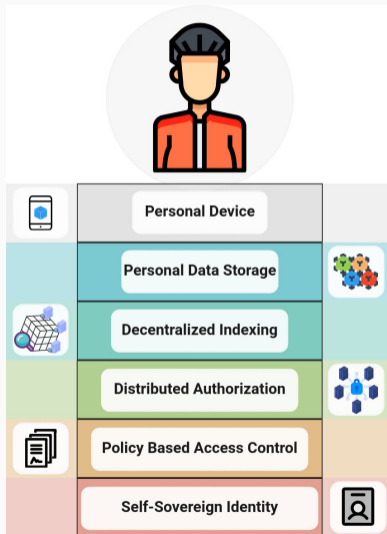 Personal Device
Personal Data Storage
Decentralized Indexing
Distributed Authorization
Policy Based Access Control
Self-Sovereign Identity